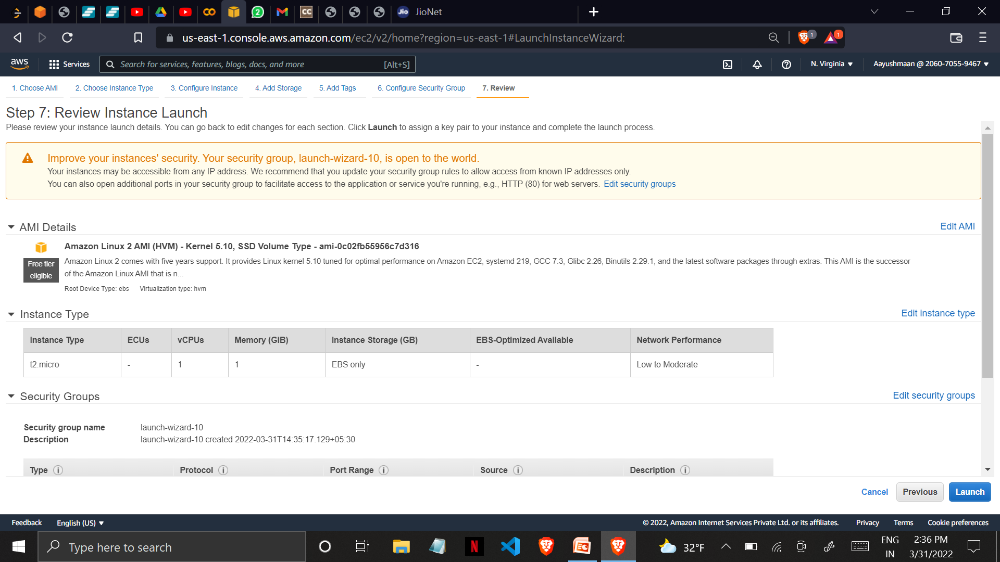 JioNet
us-east-1.console.aws.amazon.com/ec2/v2/home?region=us-east-1#LaunchInstanceWizard:
1
1
aws
Services
Search for services, features, blogs, docs, and more
[Alt+S]
N. Virginia
Aayushmaan @ 2060-7055-9467
1. Choose AMI
2. Choose Instance Type
3. Configure Instance
4. Add Storage
5. Add Tags
6. Configure Security Group
7. Review
Step 7: Review Instance Launch
Please review your instance launch details. You can go back to edit changes for each section. Click Launch to assign a key pair to your instance and complete the launch process.
Improve your instances' security. Your security group, launch-wizard-10, is open to the world.
Your instances may be accessible from any IP address. We recommend that you update your security group rules to allow access from known IP addresses only.
You can also open additional ports in your security group to facilitate access to the application or service you're running, e.g., HTTP (80) for web servers. Edit security groups
AMI Details
Edit AMI
Amazon Linux 2 AMI (HVM) - Kernel 5.10, SSD Volume Type - ami-0c02fb55956c7d316
Free tier
eligible
Amazon Linux 2 comes with five years support. It provides Linux kernel 5.10 tuned for optimal performance on Amazon EC2, systemd 219, GCC 7.3, Glibc 2.26, Binutils 2.29.1, and the latest software packages through extras. This AMI is the successor
of the Amazon Linux AMI that is n...
Root Device Type: ebs Virtualization type: hvm
Instance Type
Edit instance type
Instance Type ECUs vCPUs Memory (GiB) Instance Storage (GB) EBS-Optimized Available Network Performance
t2.micro - 1 1 EBS only - Low to Moderate
Security Groups
Edit security groups
Security group name launch-wizard-10
Description launch-wizard-10 created 2022-03-31T14:35:17.129+05:30
Type Protocol Port Range Source Description
Cancel
Previous
Launch
Feedback
English (US)
© 2022, Amazon Internet Services Private Ltd. or its affiliates.
Privacy
Terms
Cookie preferences
Type here to search
32°F
ENG
IN
2:36 PM
3/31/2022